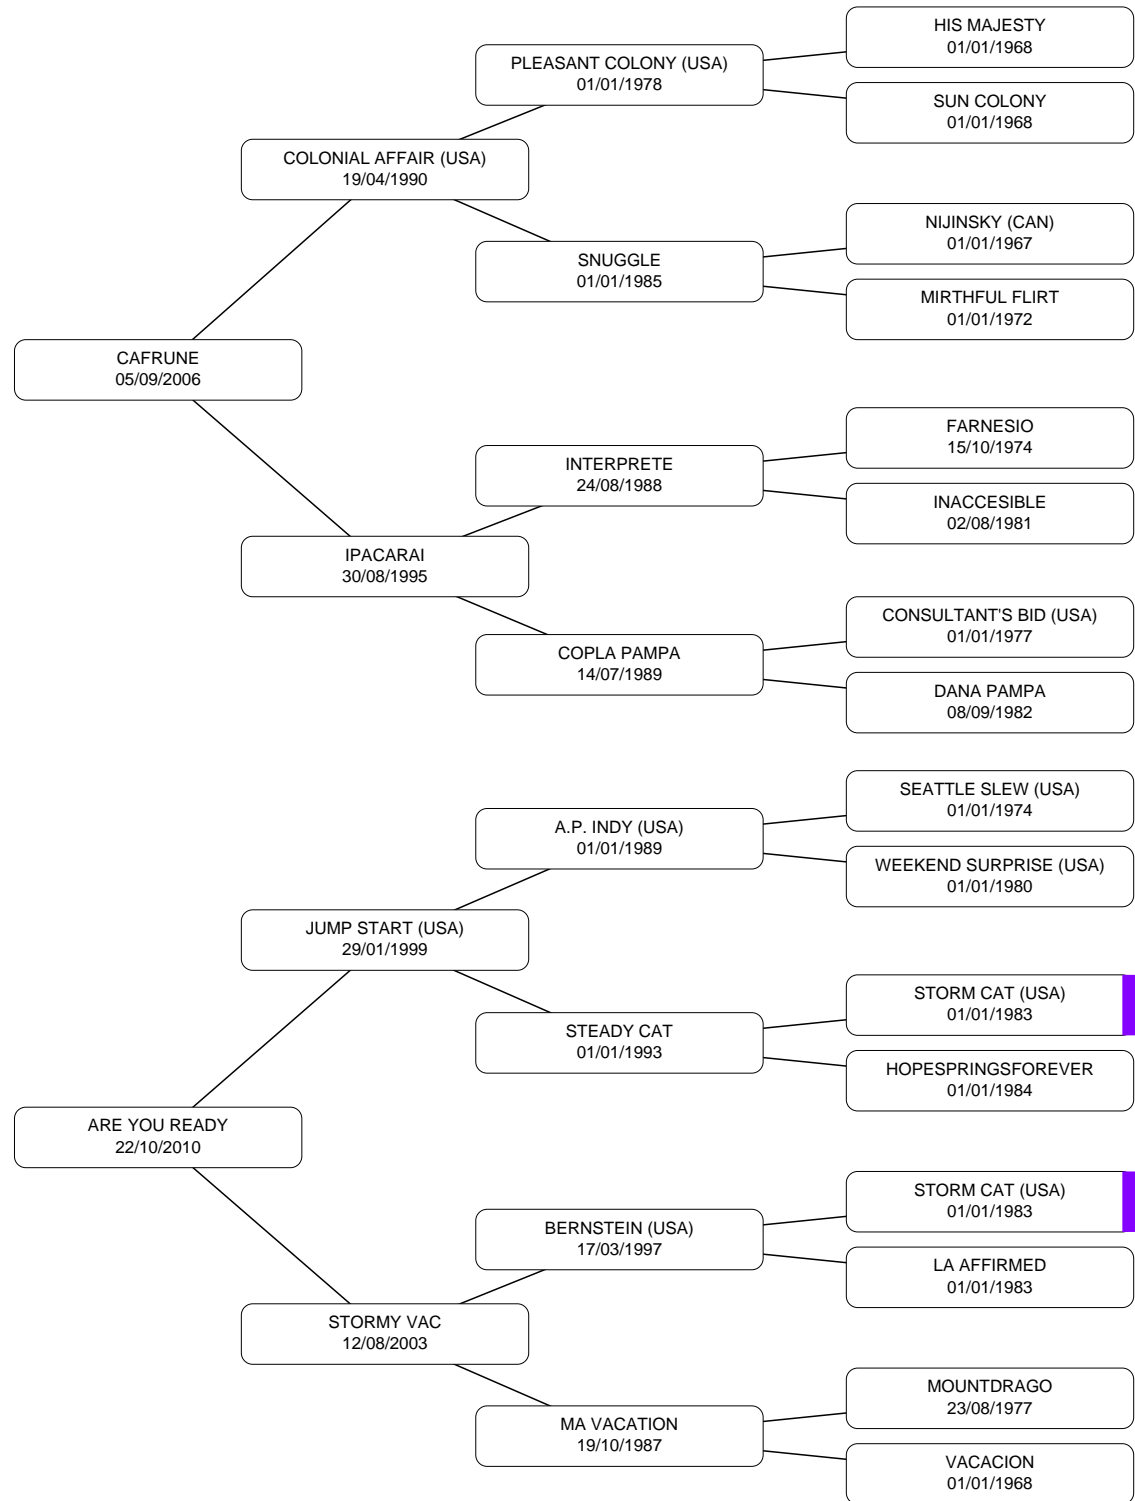 HIS MAJESTY
01/01/1968
PLEASANT COLONY (USA)
01/01/1978
SUN COLONY
01/01/1968
COLONIAL AFFAIR (USA)
19/04/1990
NIJINSKY (CAN)
01/01/1967
SNUGGLE
01/01/1985
MIRTHFUL FLIRT
01/01/1972
CAFRUNE
05/09/2006
FARNESIO
15/10/1974
INTERPRETE
24/08/1988
INACCESIBLE
02/08/1981
IPACARAI
30/08/1995
CONSULTANT'S BID (USA)
01/01/1977
COPLA PAMPA
14/07/1989
DANA PAMPA
08/09/1982
SEATTLE SLEW (USA)
01/01/1974
A.P. INDY (USA)
01/01/1989
WEEKEND SURPRISE (USA)
01/01/1980
JUMP START (USA)
29/01/1999
STORM CAT (USA)
01/01/1983
STEADY CAT
01/01/1993
HOPESPRINGSFOREVER
01/01/1984
ARE YOU READY
22/10/2010
STORM CAT (USA)
01/01/1983
BERNSTEIN (USA)
17/03/1997
LA AFFIRMED
01/01/1983
STORMY VAC
12/08/2003
MOUNTDRAGO
23/08/1977
MA VACATION
19/10/1987
VACACION
01/01/1968